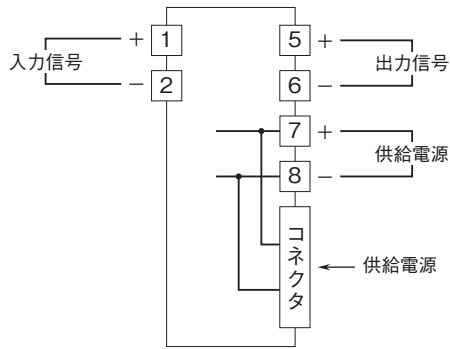 入力信号
+ 1
− 2
5 +
6 −
出力信号
7 +
8 −
供給電源
コネクタ
供給電源